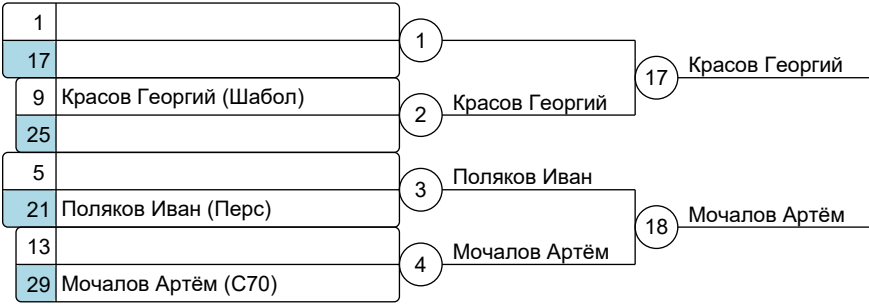 1
17
1
9 Красов Георгий (Шабол)
25
2
Красов Георгий
17
Красов Георгий
5
21 Поляков Иван (Перс)
3
Поляков Иван
13
29 Мочалов Артём (С70)
4
Мочалов Артём
18
Мочалов Артём